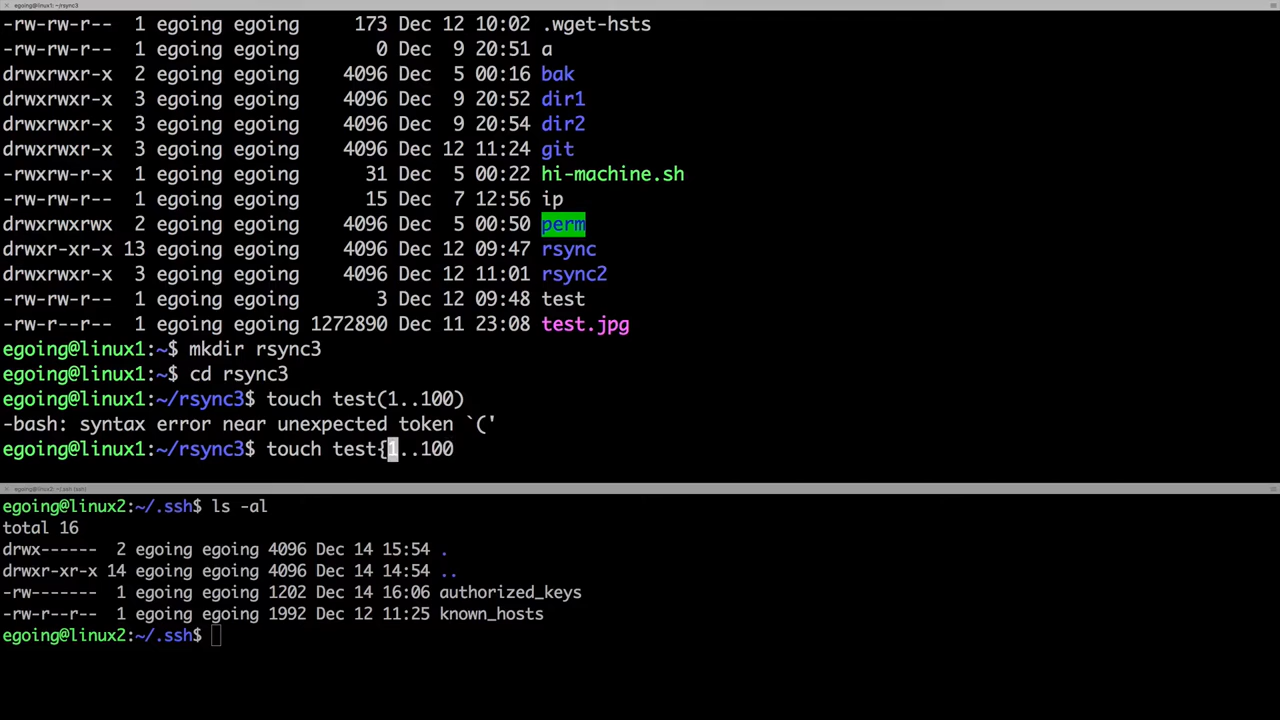 egoing@linux1: ~/rsync3
-rw-rw-r-- 1 egoing egoing 173 Dec 12 10:02 .wget-hsts
-rw-rw-r-- 1 egoing egoing 0 Dec 9 20:51 a
drwxrwxr-x 2 egoing egoing 4096 Dec 5 00:16 bak
drwxrwxr-x 3 egoing egoing 4096 Dec 9 20:52 dir1
drwxrwxr-x 3 egoing egoing 4096 Dec 9 20:54 dir2
drwxrwxr-x 3 egoing egoing 4096 Dec 12 11:24 git
-rwxrwxr-x 1 egoing egoing 31 Dec 5 00:22 hi-machine.sh
-rw-rw-r-- 1 egoing egoing 15 Dec 7 12:56 ip
drwxrwxrwx 2 egoing egoing 4096 Dec 5 00:50 perm
drwxr-xr-x 13 egoing egoing 4096 Dec 12 09:47 rsync
drwxrwxr-x 3 egoing egoing 4096 Dec 12 11:01 rsync2
-rw-rw-r-- 1 egoing egoing 3 Dec 12 09:48 test
-rw-r--r-- 1 egoing egoing 1272890 Dec 11 23:08 test.jpg
egoing@linux1:~$ mkdir rsync3
egoing@linux1:~$ cd rsync3
egoing@linux1:~/rsync3$ touch test(1..100)
-bash: syntax error near unexpected token `('
egoing@linux1:~/rsync3$ touch test{1..100
egoing@linux2:~/.ssh$ ls -al
total 16
drwx------ 2 egoing egoing 4096 Dec 14 15:54 .
drwxr-xr-x 14 egoing egoing 4096 Dec 14 14:54 ..
-rw------- 1 egoing egoing 1202 Dec 14 16:06 authorized_keys
-rw-r--r-- 1 egoing egoing 1992 Dec 12 11:25 known_hosts
egoing@linux2:~/.ssh$